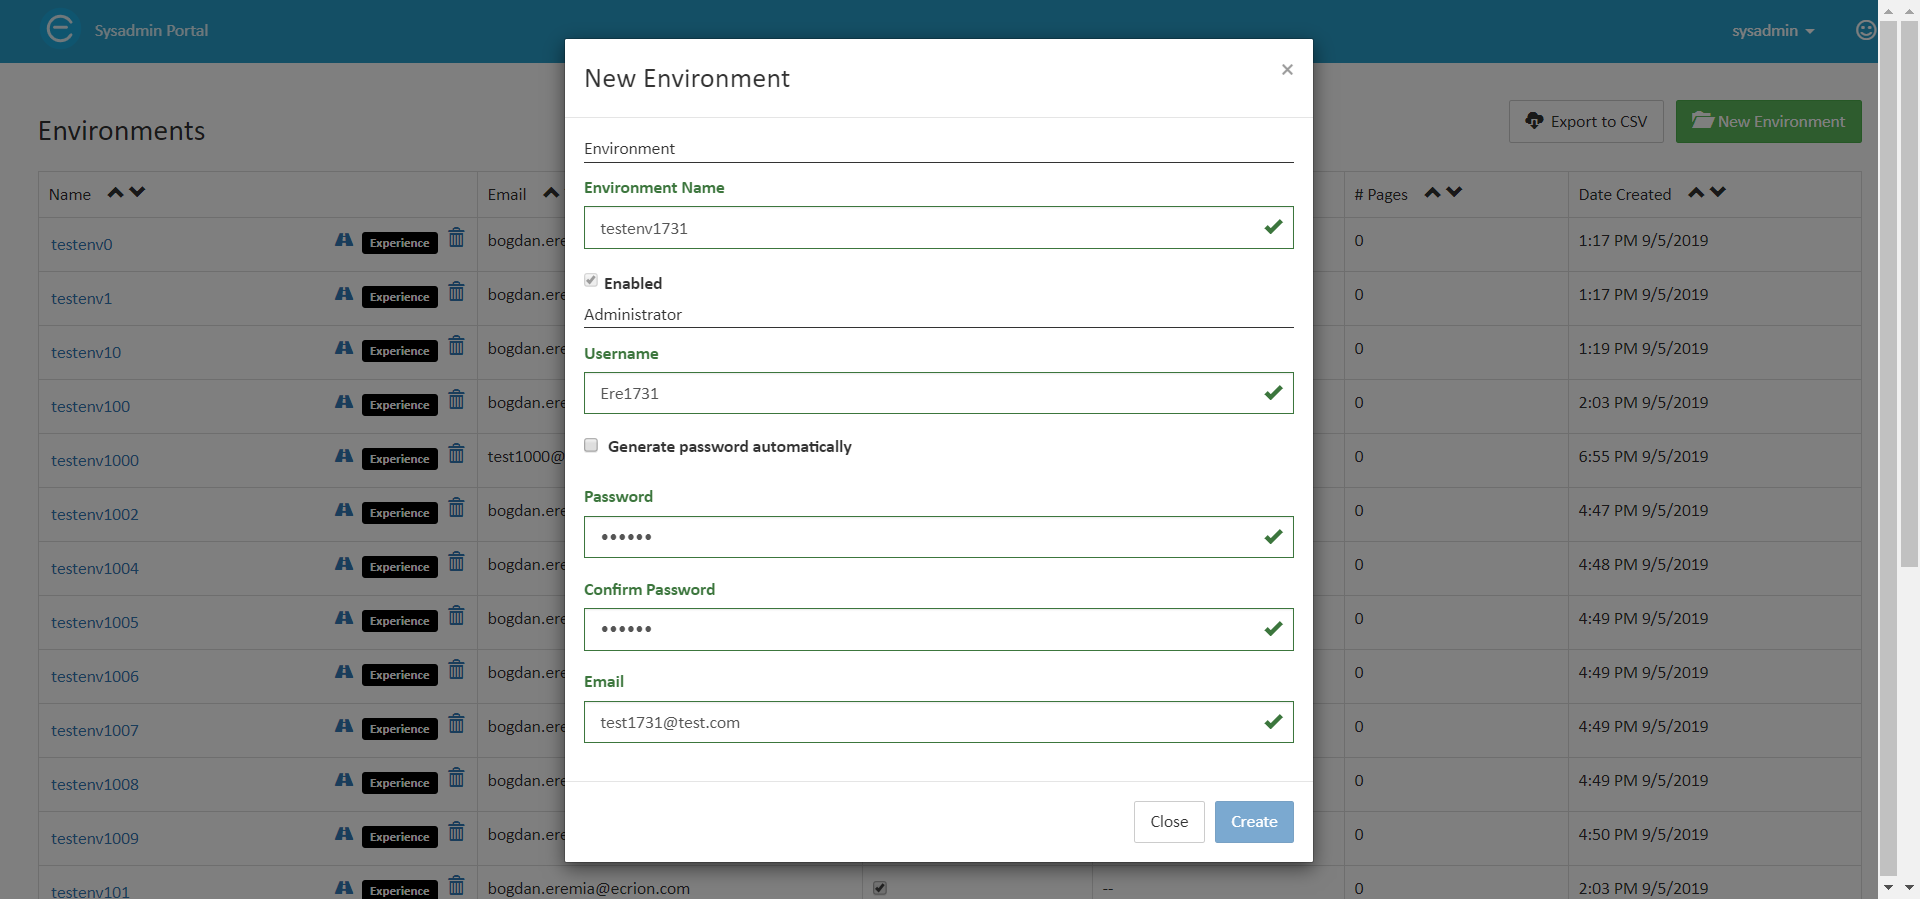 Sysadmin Portal
sysadmin
New Environment
×
Environments
Export to CSV
New Environment
Environment
Environment Name
testenv1731
Enabled
Administrator
Username
Ere1731
Generate password automatically
Password
••••••
Confirm Password
••••••
Email
test1731@test.com
Close
Create
Name Email # Pages Date Created
testenv0 Experience bogdan.ere 0 1:17 PM 9/5/2019
testenv1 Experience bogdan.ere 0 1:17 PM 9/5/2019
testenv10 Experience bogdan.ere 0 1:19 PM 9/5/2019
testenv100 Experience bogdan.ere 0 2:03 PM 9/5/2019
testenv1000 Experience test1000@ 0 6:55 PM 9/5/2019
testenv1002 Experience bogdan.ere 0 4:47 PM 9/5/2019
testenv1004 Experience bogdan.ere 0 4:48 PM 9/5/2019
testenv1005 Experience bogdan.ere 0 4:49 PM 9/5/2019
testenv1006 Experience bogdan.ere 0 4:49 PM 9/5/2019
testenv1007 Experience bogdan.ere 0 4:49 PM 9/5/2019
testenv1008 Experience bogdan.ere 0 4:49 PM 9/5/2019
testenv1009 Experience bogdan.ere 0 4:50 PM 9/5/2019
testenv101 Experience bogdan.eremia@ecrion.com -- 0 2:03 PM 9/5/2019